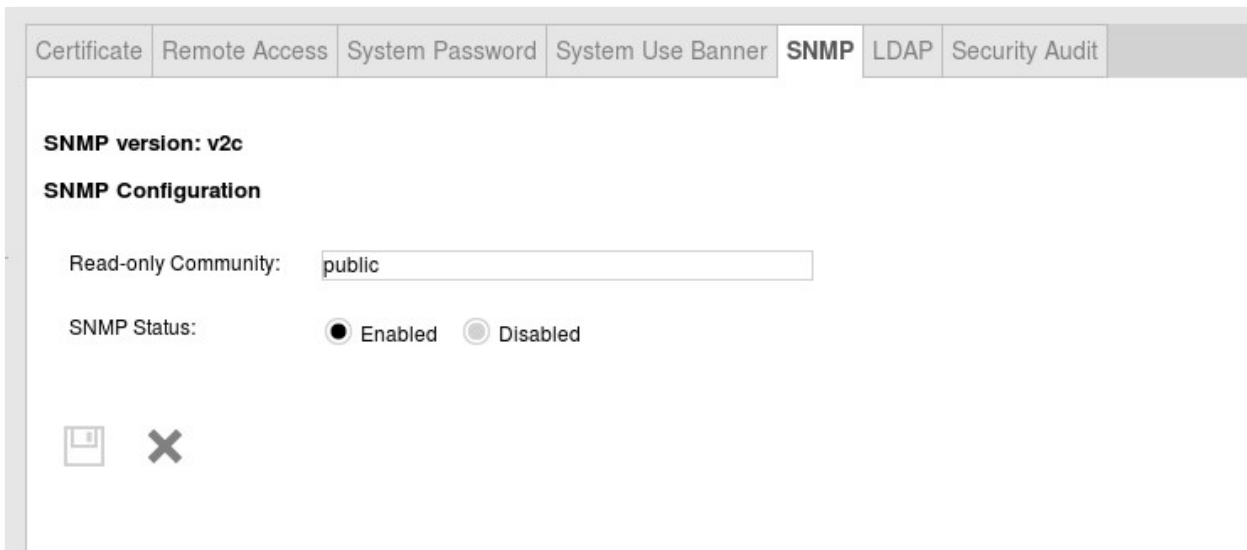 Certificate Remote Access System Password System Use Banner SNMP LDAP Security Audit
SNMP version: v2c
SNMP Configuration
Read-only Community: public
SNMP Status: Enabled Disabled